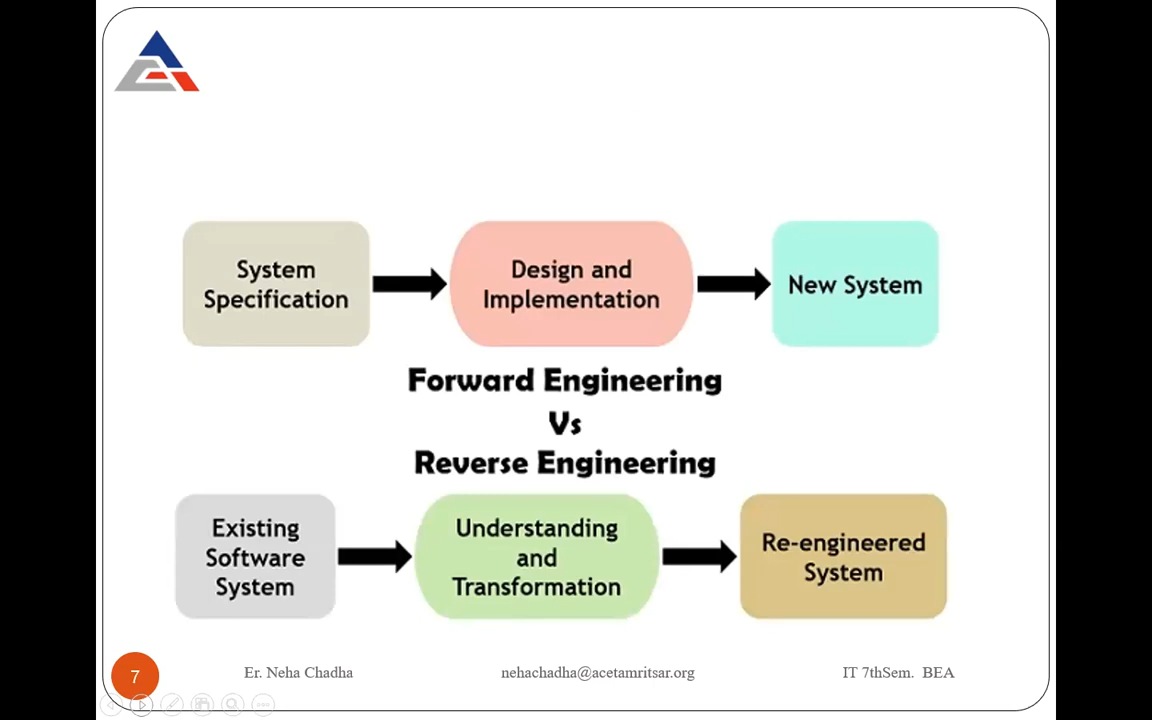 System
Specification
Design and
Implementation
New System
Forward Engineering
Vs
Reverse Engineering
Existing
Software
System
Understanding
and
Transformation
Re-engineered
System
7
Er. Neha Chadha
nehachadha@acetamritsar.org
IT 7thSem. BEA